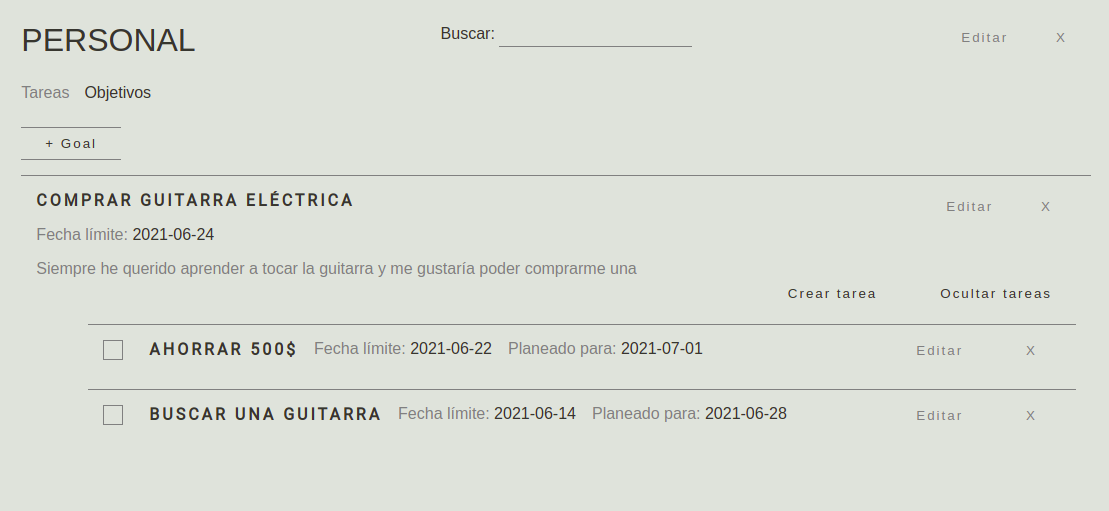 PERSONAL Buscar: Editar X
Tareas Objetivos
+ Goal
COMPRAR GUITARRA ELÉCTRICA Editar X
Fecha límite: 2021-06-24
Siempre he querido aprender a tocar la guitarra y me gustaría poder comprarme una
Crear tarea Ocultar tareas
AHORRAR 500$ Fecha límite: 2021-06-22 Planeado para: 2021-07-01 Editar X
BUSCAR UNA GUITARRA Fecha límite: 2021-06-14 Planeado para: 2021-06-28 Editar X